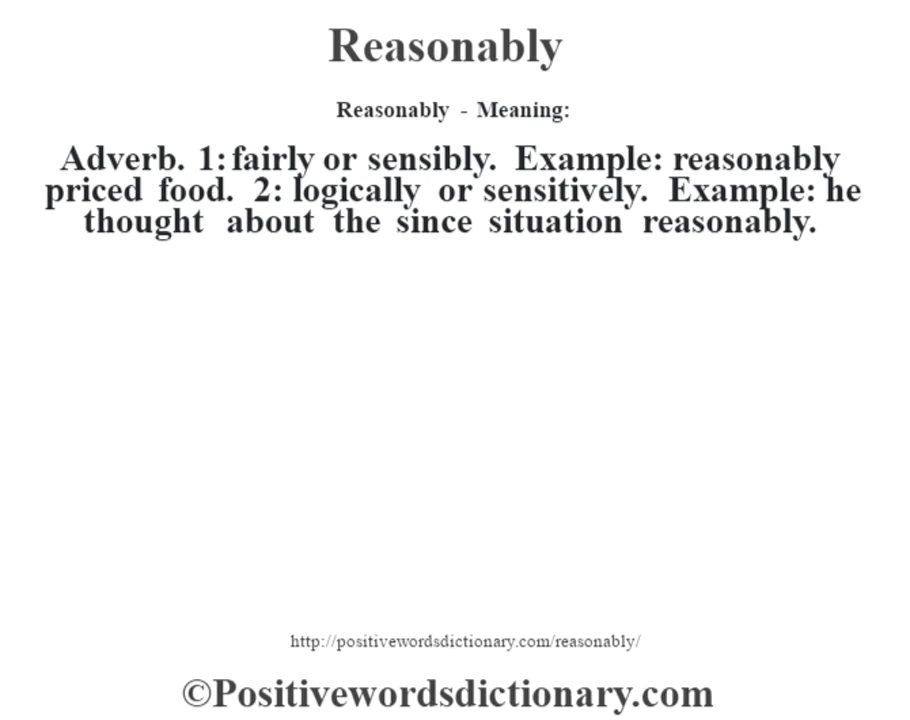 Reasonably
Reasonably - Meaning:
Adverb. 1: fairly or sensibly. Example: reasonably
priced food. 2: logically or sensitively. Example: he
thought about the since situation reasonably.
http://positivewordsdictionary.com/reasonably/
©Positivewordsdictionary.com